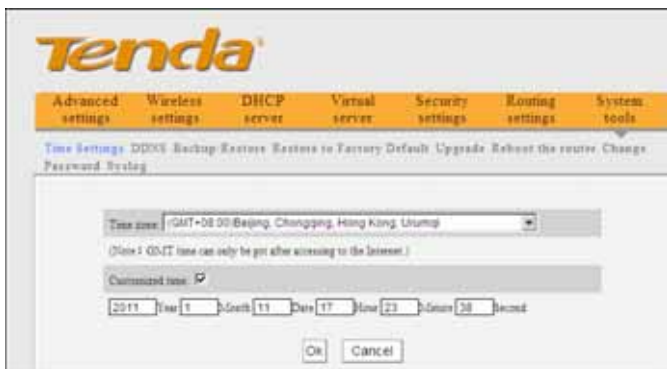 Tenda
Advanced settings Wireless settings DHCP server Virtual server Security settings Routing settings System tools
Time Settings DDNS Backup/Restore Restore to Factory Default Upgrade Reboot the router Change
Password Syslog
Time zone: (GMT+08:00)Beijing, Chongqing, Hong Kong, Urumqi
(Note: GMT time can only be got after accessing to the Internet.)
Customized time:
2011 Year 1 Month 11 Date 17 Hour 23 Minute 38 Second
Ok Cancel